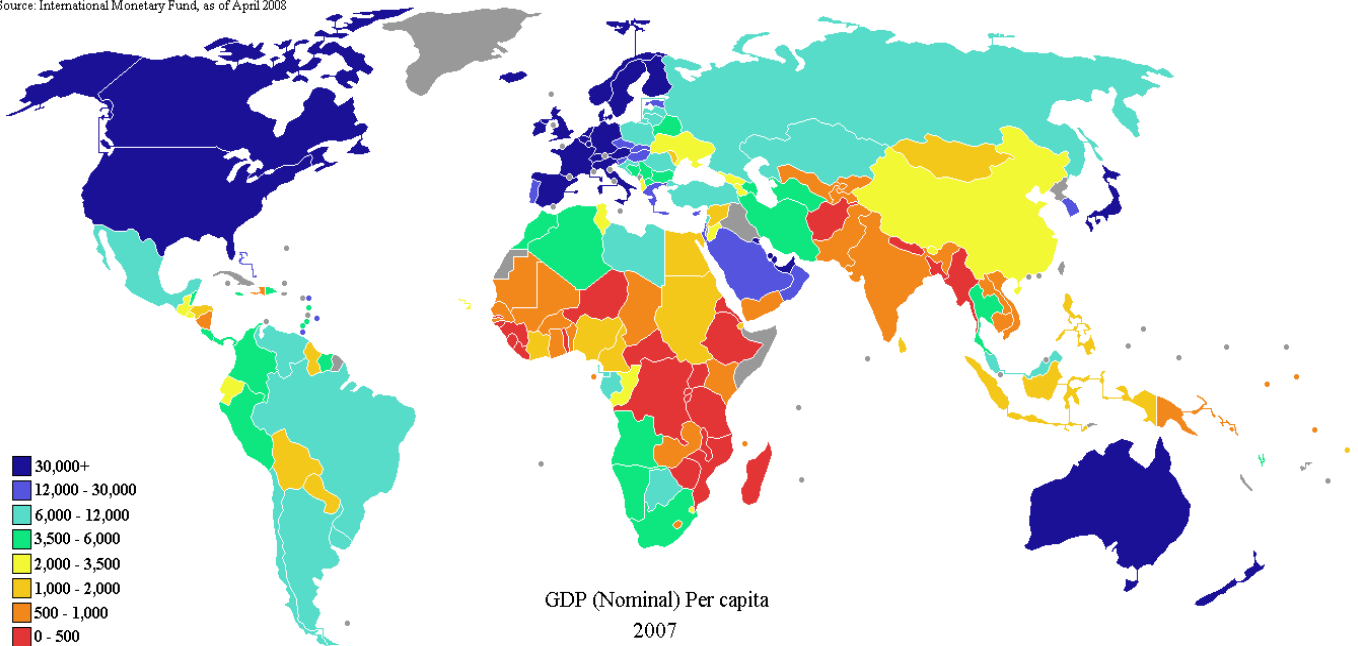 Source: International Monetary Fund, as of April 2008
30,000+
12,000 - 30,000
6,000 - 12,000
3,500 - 6,000
2,000 - 3,500
1,000 - 2,000
500 - 1,000
0 - 500
GDP (Nominal) Per capita
2007